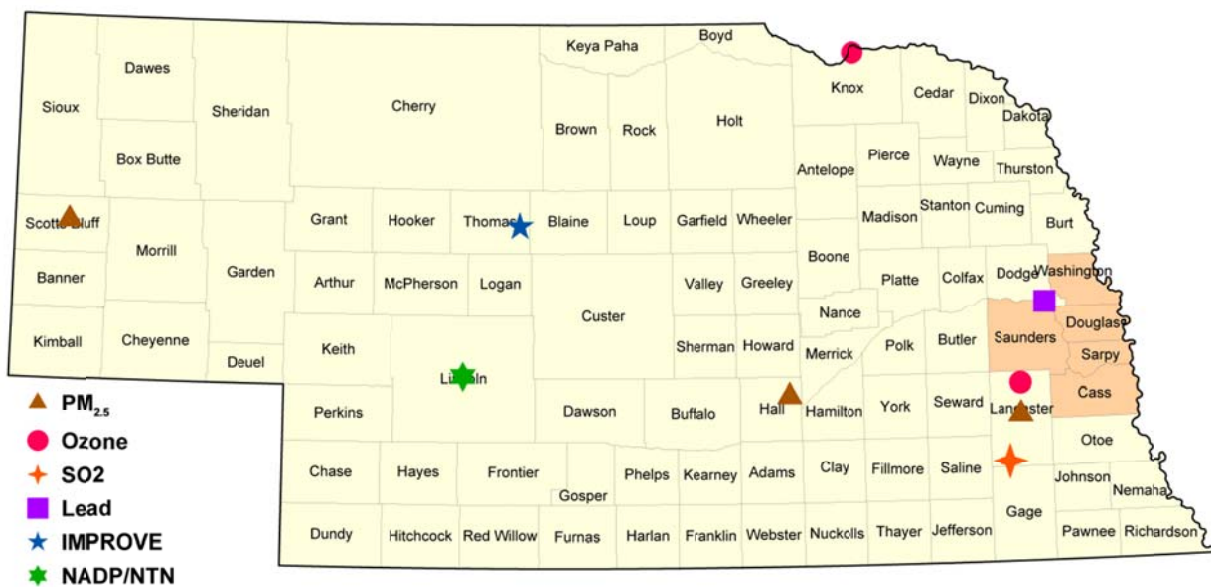 Boyd
Keya Paha
Knox
Cedar
Dixon
Dakota
Dawes
Sioux
Sheridan
Cherry
Brown
Rock
Holt
Box Butte
Antelope
Pierce
Wayne
Thurston
Scotts Bluff
Grant
Hooker
Thomas
Blaine
Loup
Garfield
Wheeler
Madison
Stanton
Cuming
Burt
Morrill
Garden
Banner
Arthur
McPherson
Logan
Valley
Greeley
Boone
Platte
Colfax
Dodge
Washington
Custer
Nance
Kimball
Cheyenne
Deuel
Keith
Lincoln
Sherman
Howard
Merrick
Polk
Butler
Saunders
Douglas
Sarpy
Cass
Perkins
Dawson
Buffalo
Hall
Hamilton
York
Seward
Lancaster
Otoe
Chase
Hayes
Frontier
Gosper
Phelps
Kearney
Adams
Clay
Fillmore
Saline
Gage
Johnson
Nemaha
Dundy
Hitchcock
Red Willow
Furnas
Harlan
Franklin
Webster
Nuckolls
Thayer
Jefferson
Pawnee
Richardson
PM2.5
Ozone
SO2
Lead
IMPROVE
NADP/NTN